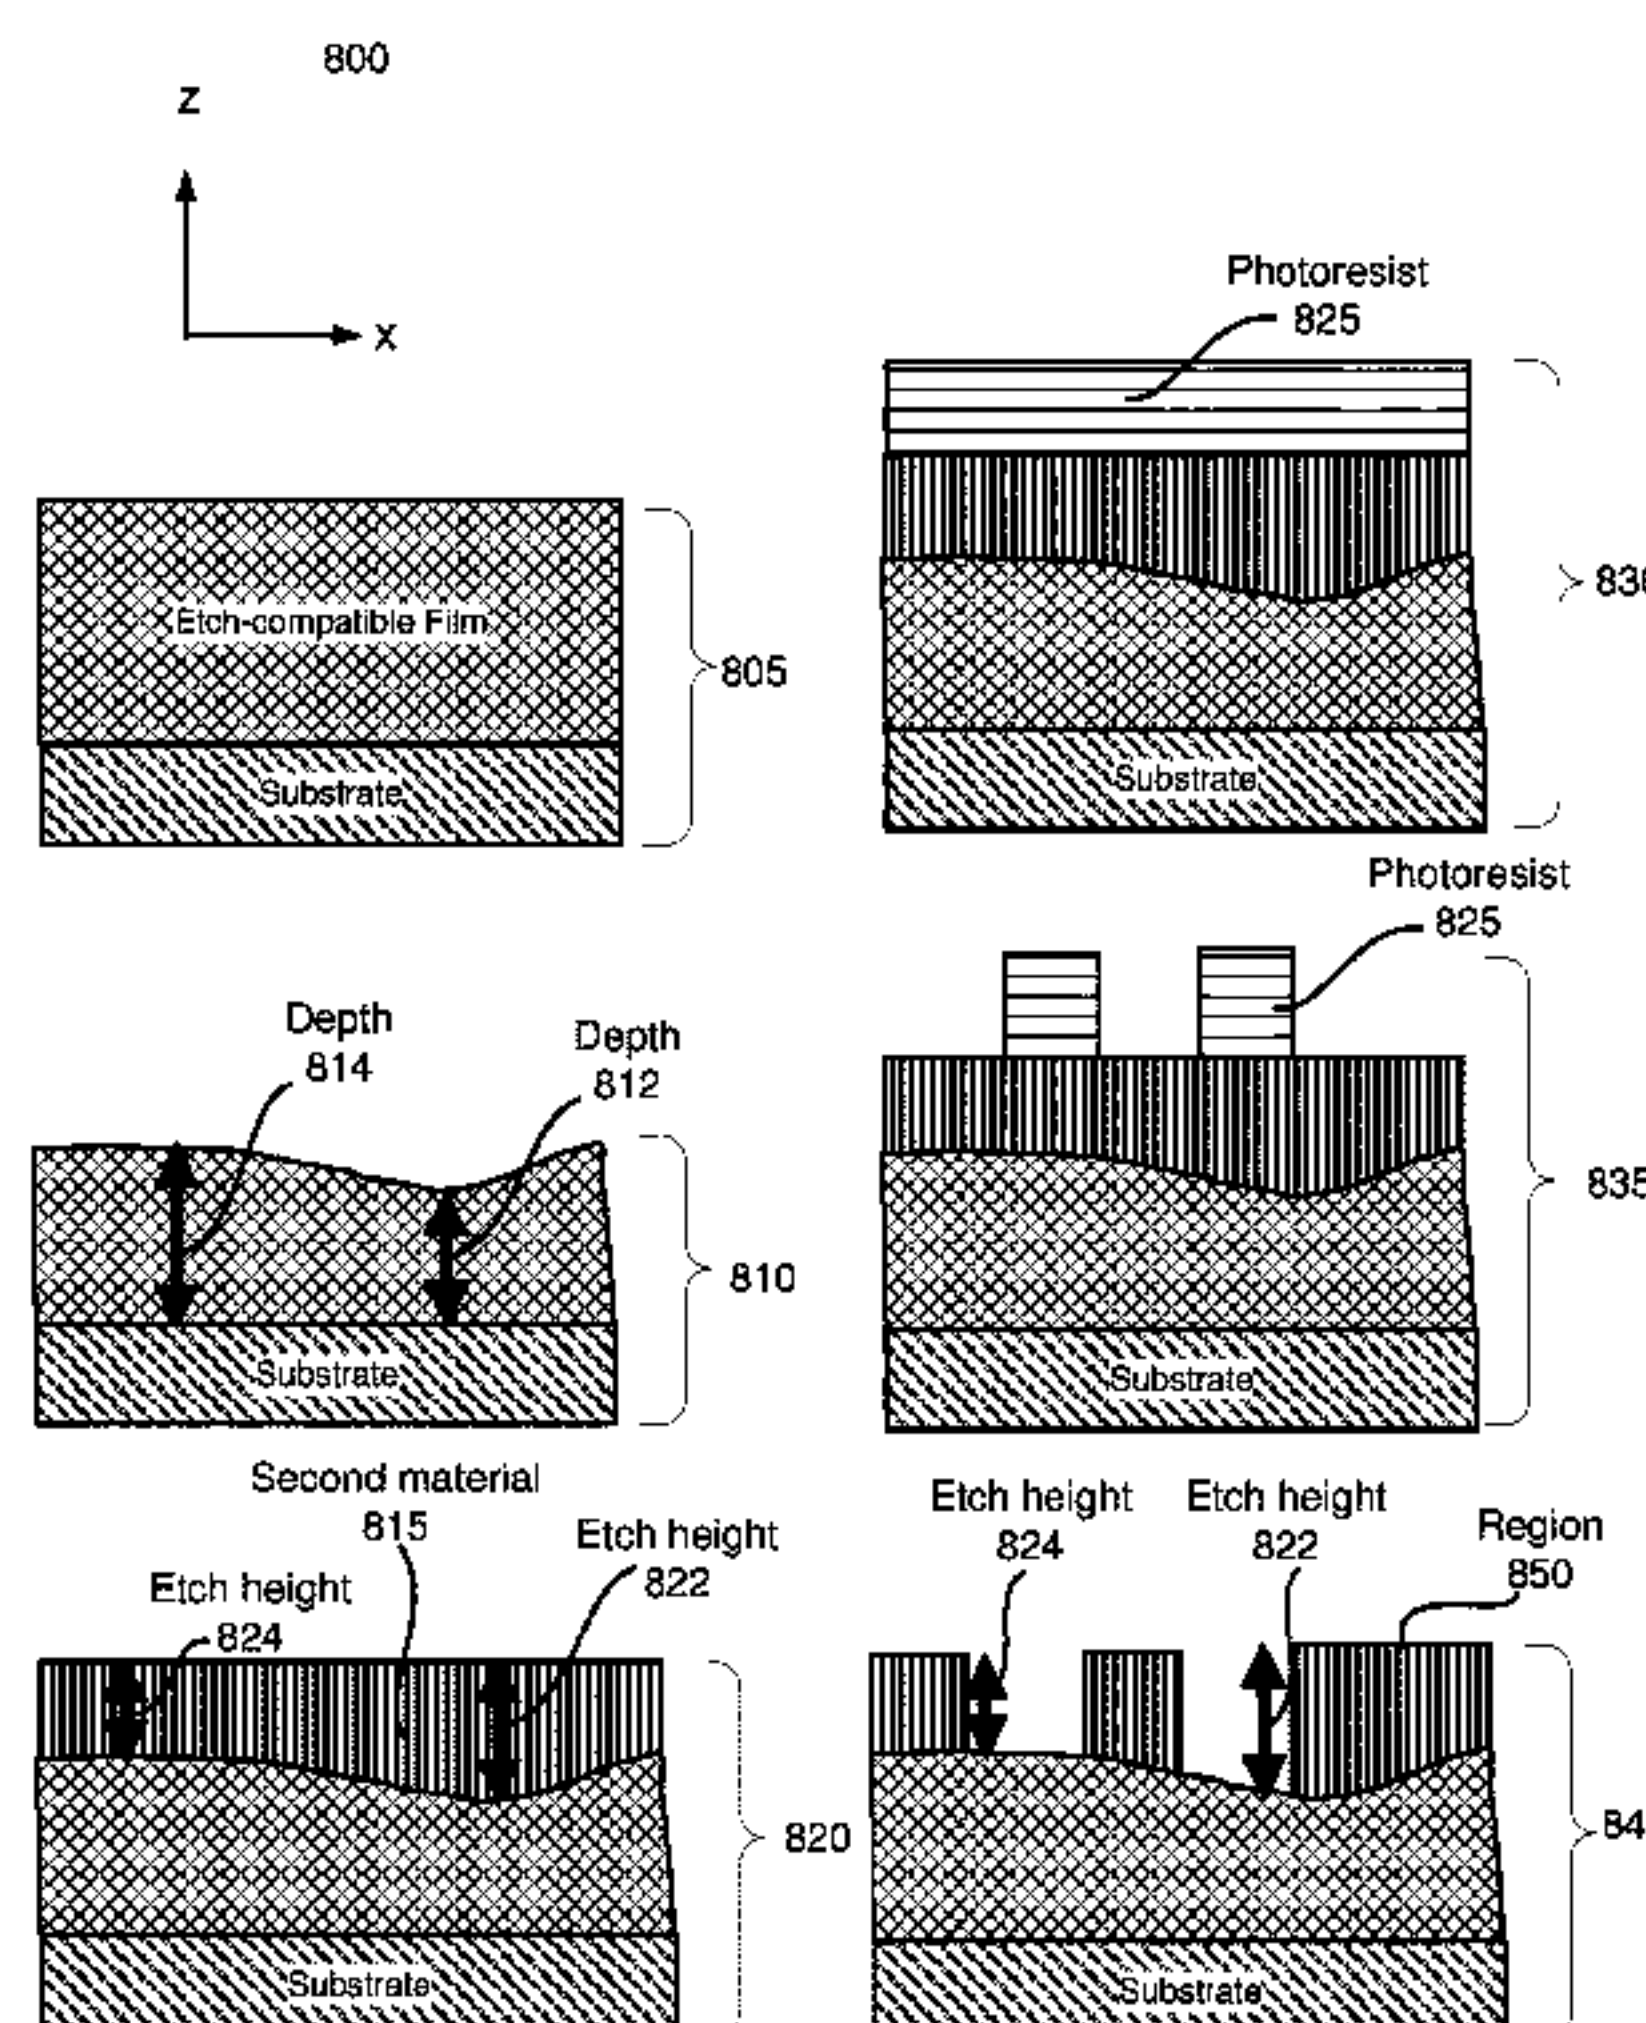 800
Z
X
Etch-compatible Film
Substrate
805
Depth
814
Depth
812
Substrate
810
Second material
815
Etch height
822
Etch height
824
820
Substrate
Photoresist
825
Substrate
Photoresist
825
835
Substrate
Etch height
824
Etch height
822
Region
850
Substrate